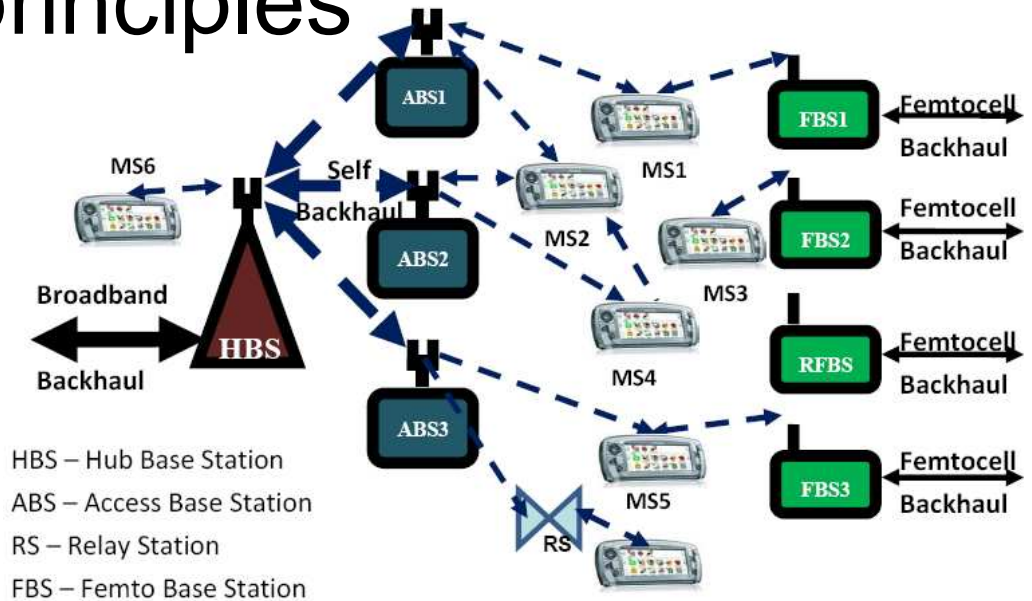 principles
ABS1
FBS1
Femtocell
Backhaul
MS6
MS1
Self
Backhaul
MS2
ABS2
FBS2
Femtocell
Backhaul
MS3
Broadband
Backhaul
HBS
MS4
RFBS
Femtocell
Backhaul
ABS3
MS5
FBS3
Femtocell
Backhaul
RS
HBS – Hub Base Station
ABS – Access Base Station
RS – Relay Station
FBS – Femto Base Station